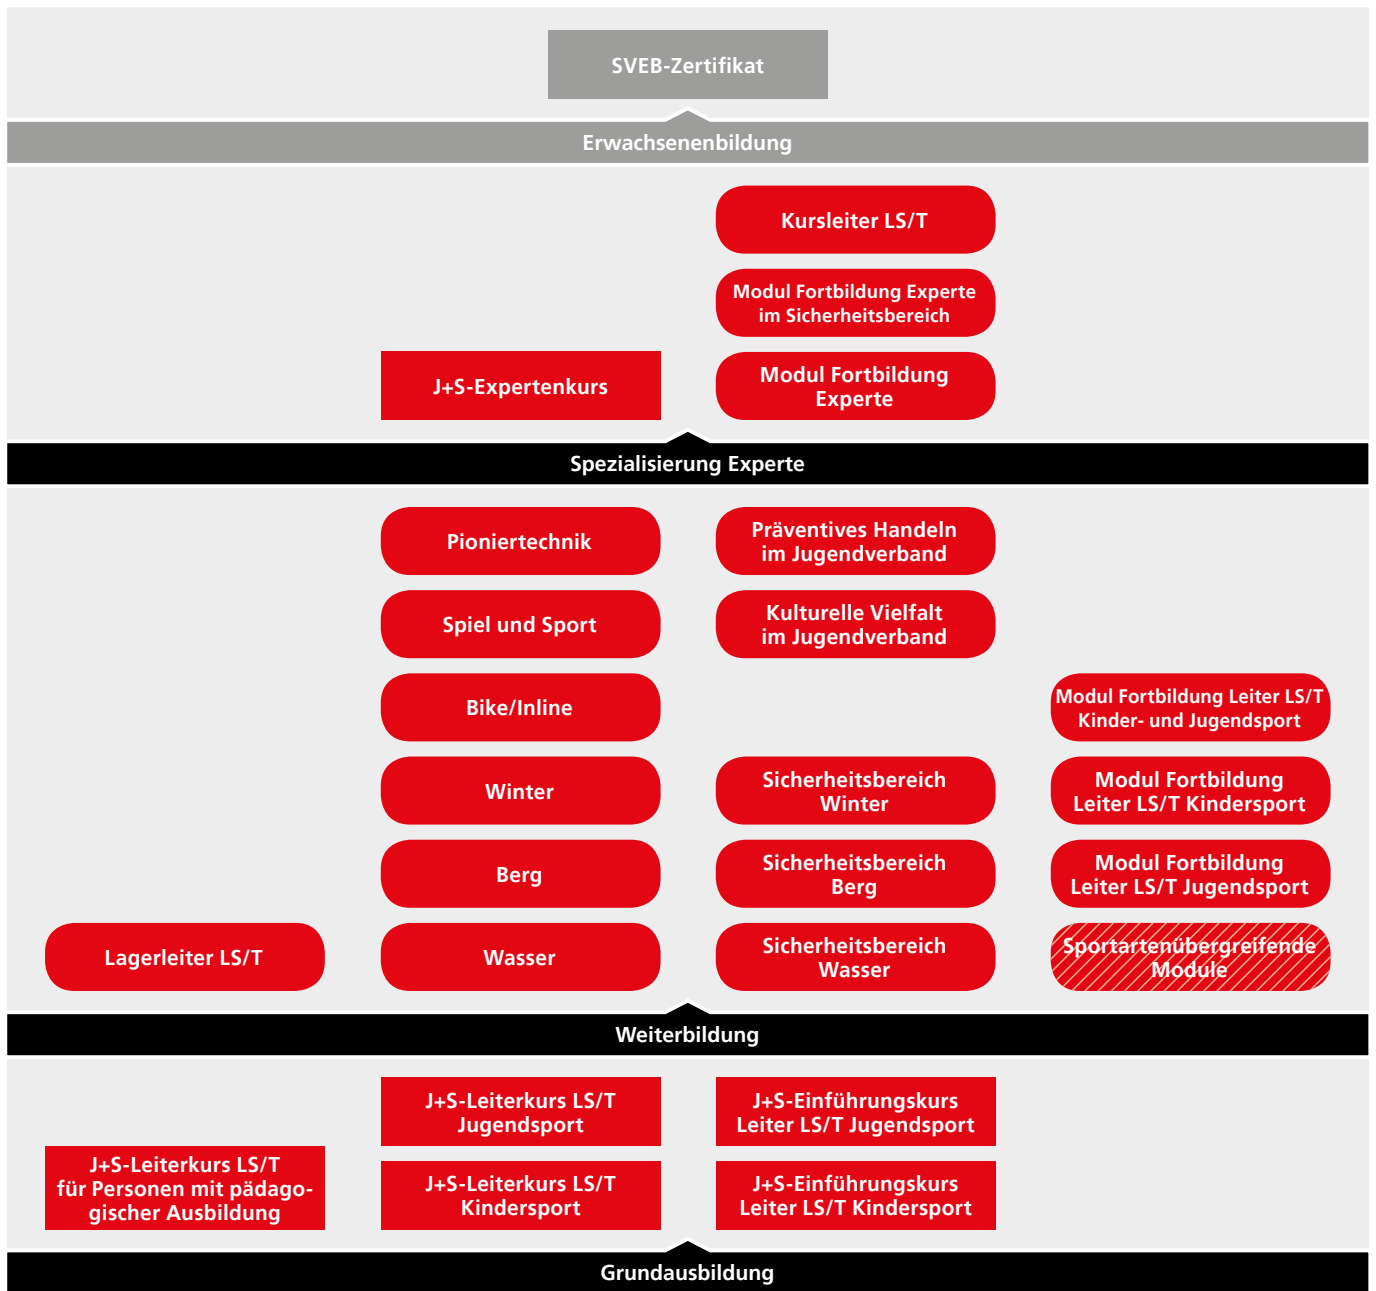 SVEB-Zertifikat
Erwachsenenbildung
Kursleiter LS/T
Modul Fortbildung Experte
im Sicherheitsbereich
J+S-Expertenkurs
Modul Fortbildung
Experte
Spezialisierung Experte
Pioniertechnik
Präventives Handeln
im Jugendverband
Spiel und Sport
Kulturelle Vielfalt
im Jugendverband
Bike/Inline
Modul Fortbildung Leiter LS/T
Kinder- und Jugendsport
Winter
Sicherheitsbereich
Winter
Modul Fortbildung
Leiter LS/T Kindersport
Berg
Sicherheitsbereich
Berg
Modul Fortbildung
Leiter LS/T Jugendsport
Lagerleiter LS/T
Wasser
Sicherheitsbereich
Wasser
Sportartenübergreifende
Module
Weiterbildung
J+S-Leiterkurs LS/T
Jugendsport
J+S-Einführungskurs
Leiter LS/T Jugendsport
J+S-Leiterkurs LS/T
für Personen mit pädago-
gischer Ausbildung
J+S-Leiterkurs LS/T
Kindersport
J+S-Einführungskurs
Leiter LS/T Kindersport
Grundausbildung